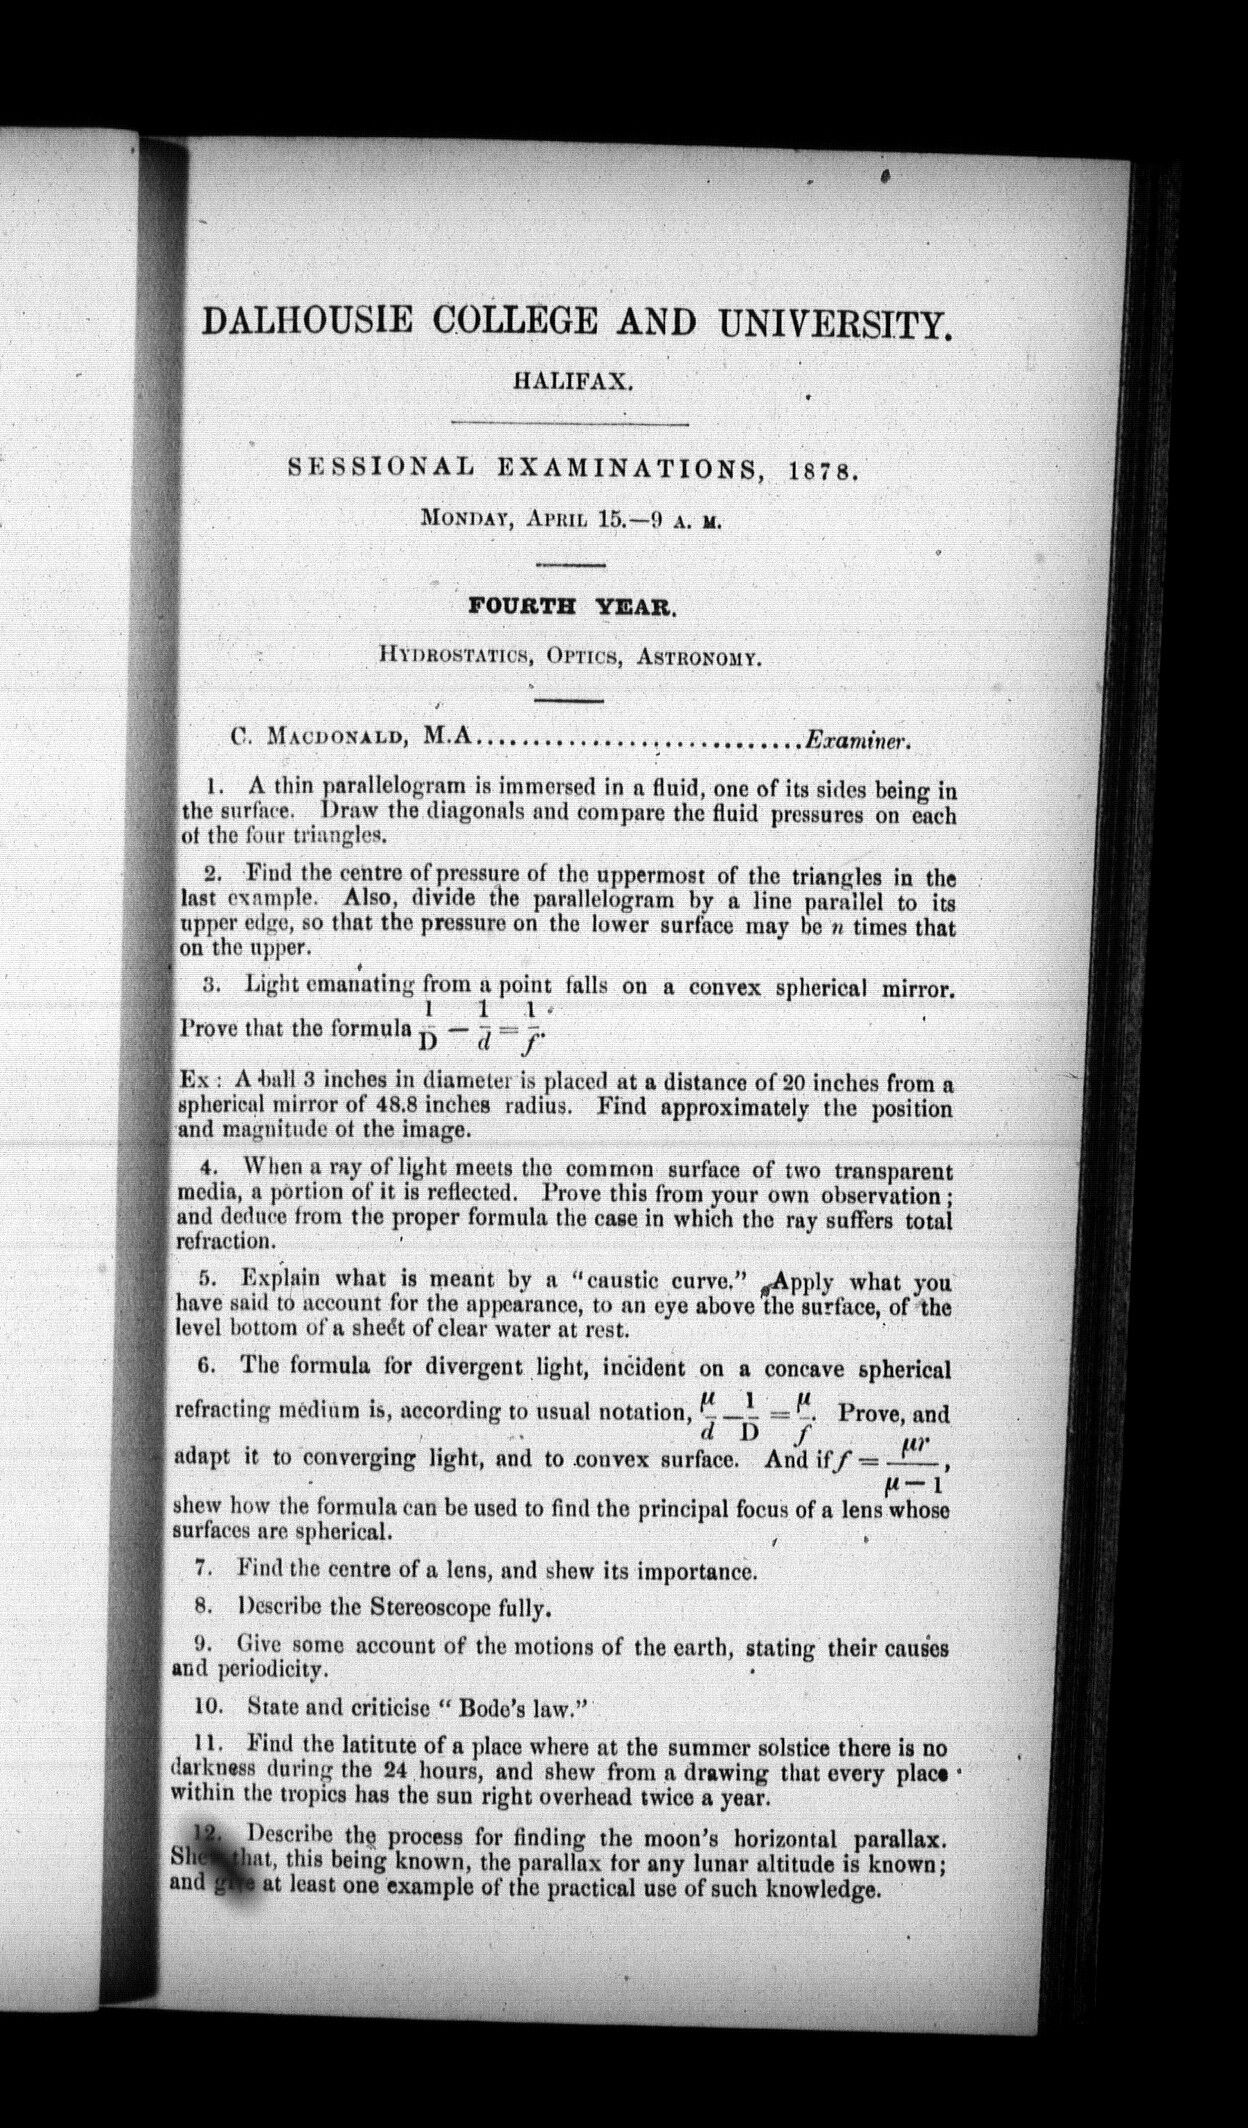 DALHOUSIE COLLEGE AND UNIVERSITY.
HALIFAX.
SESSIONAL EXAMINATIONS, 1878.
MONDAY, APRIL 15.—9 A. M.
FOURTH YEAR.
HYDROSTATICS, OPTICS, ASTRONOMY.
C. MACDONALD, M.A.............................Examiner.
1. A thin parallelogram is immersed in a fluid, one of its sides being in
the surface. Draw the diagonals and compare the fluid pressures on each
of the four triangles.
2. Find the centre of pressure of the uppermost of the triangles in the
last example. Also, divide the parallelogram by a line parallel to its
upper edge, so that the pressure on the lower surface may be n times that
on the upper.
3. Light emanating from a point falls on a convex spherical mirror.
Prove that the formula 1/D — 1/d = 1/f.
Ex : A ball 3 inches in diameter is placed at a distance of 20 inches from a
spherical mirror of 48.8 inches radius. Find approximately the position
and magnitude of the image.
4. When a ray of light meets the common surface of two transparent
media, a portion of it is reflected. Prove this from your own observation ;
and deduce from the proper formula the case in which the ray suffers total
refraction.
5. Explain what is meant by a “caustic curve.” Apply what you
have said to account for the appearance, to an eye above the surface, of the
level bottom of a sheet of clear water at rest.
6. The formula for divergent light, incident on a concave spherical
refracting medium is, according to usual notation, μ/d — 1/D = μ/f. Prove, and
adapt it to converging light, and to convex surface. And if f = μr/(μ — 1),
shew how the formula can be used to find the principal focus of a lens whose
surfaces are spherical.
7. Find the centre of a lens, and shew its importance.
8. Describe the Stereoscope fully.
9. Give some account of the motions of the earth, stating their causes
and periodicity.
10. State and criticise “ Bode’s law.”
11. Find the latitute of a place where at the summer solstice there is no
darkness during the 24 hours, and shew from a drawing that every place
within the tropics has the sun right overhead twice a year.
12. Describe the process for finding the moon’s horizontal parallax.
Shew that, this being known, the parallax for any lunar altitude is known;
and give at least one example of the practical use of such knowledge.